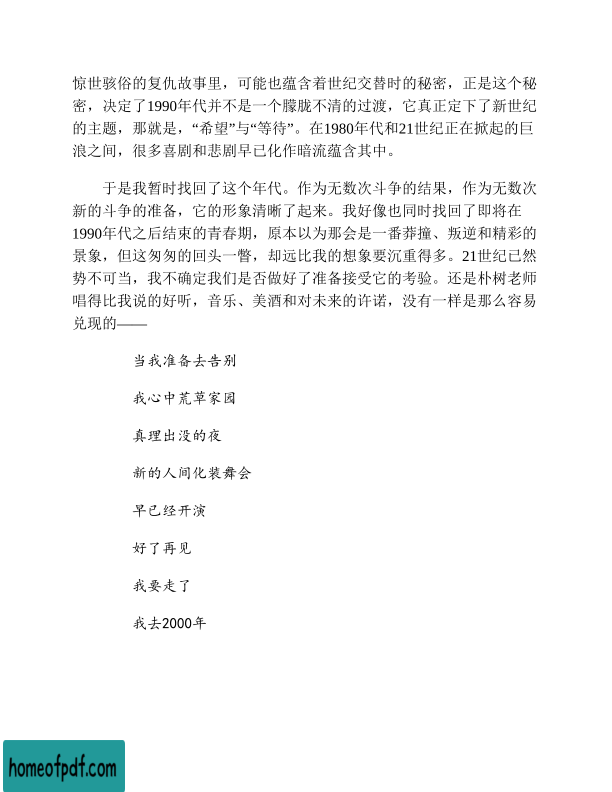 惊世骇俗的复仇故事里，可能也蕴含着世纪交替时的秘密，正是这个秘
密，决定了1990年代并不是一个朦胧不清的过渡，它真正定下了新世纪
的主题，那就是，“希望”与“等待”。在1980年代和21世纪正在掀起的巨
浪之间，很多喜剧和悲剧早已化作暗流蕴含其中。
于是我暂时找回了这个年代。作为无数次斗争的结果，作为无数次
新的斗争的准备，它的形象清晰了起来。我好像也同时找回了即将在
1990年代之后结束的青春期，原本以为那会是一番莽撞、叛逆和精彩的
景象，但这匆匆的回头一瞥，却远比我的想象要沉重得多。21世纪已然
势不可当，我不确定我们是否做好了准备接受它的考验。还是朴树老师
唱得比我说的好听，音乐、美酒和对未来的许诺，没有一样是那么容易
兑现的——
当我准备去告别
我心中荒草家园
真理出没的夜
新的人间化装舞会
早已经开演
好了再见
我要走了
我去2000年
homeofpdf.com